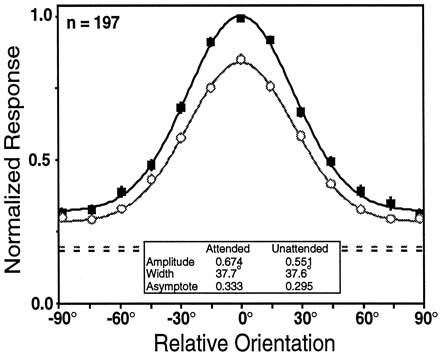 n = 197
Normalized Response
1.0
0.5
0.0
Attended Unattended
Amplitude 0.674 0.551
Width 37.7° 37.6°
Asymptote 0.333 0.295
-90° -60° -30° 0° 30° 60° 90°
Relative Orientation